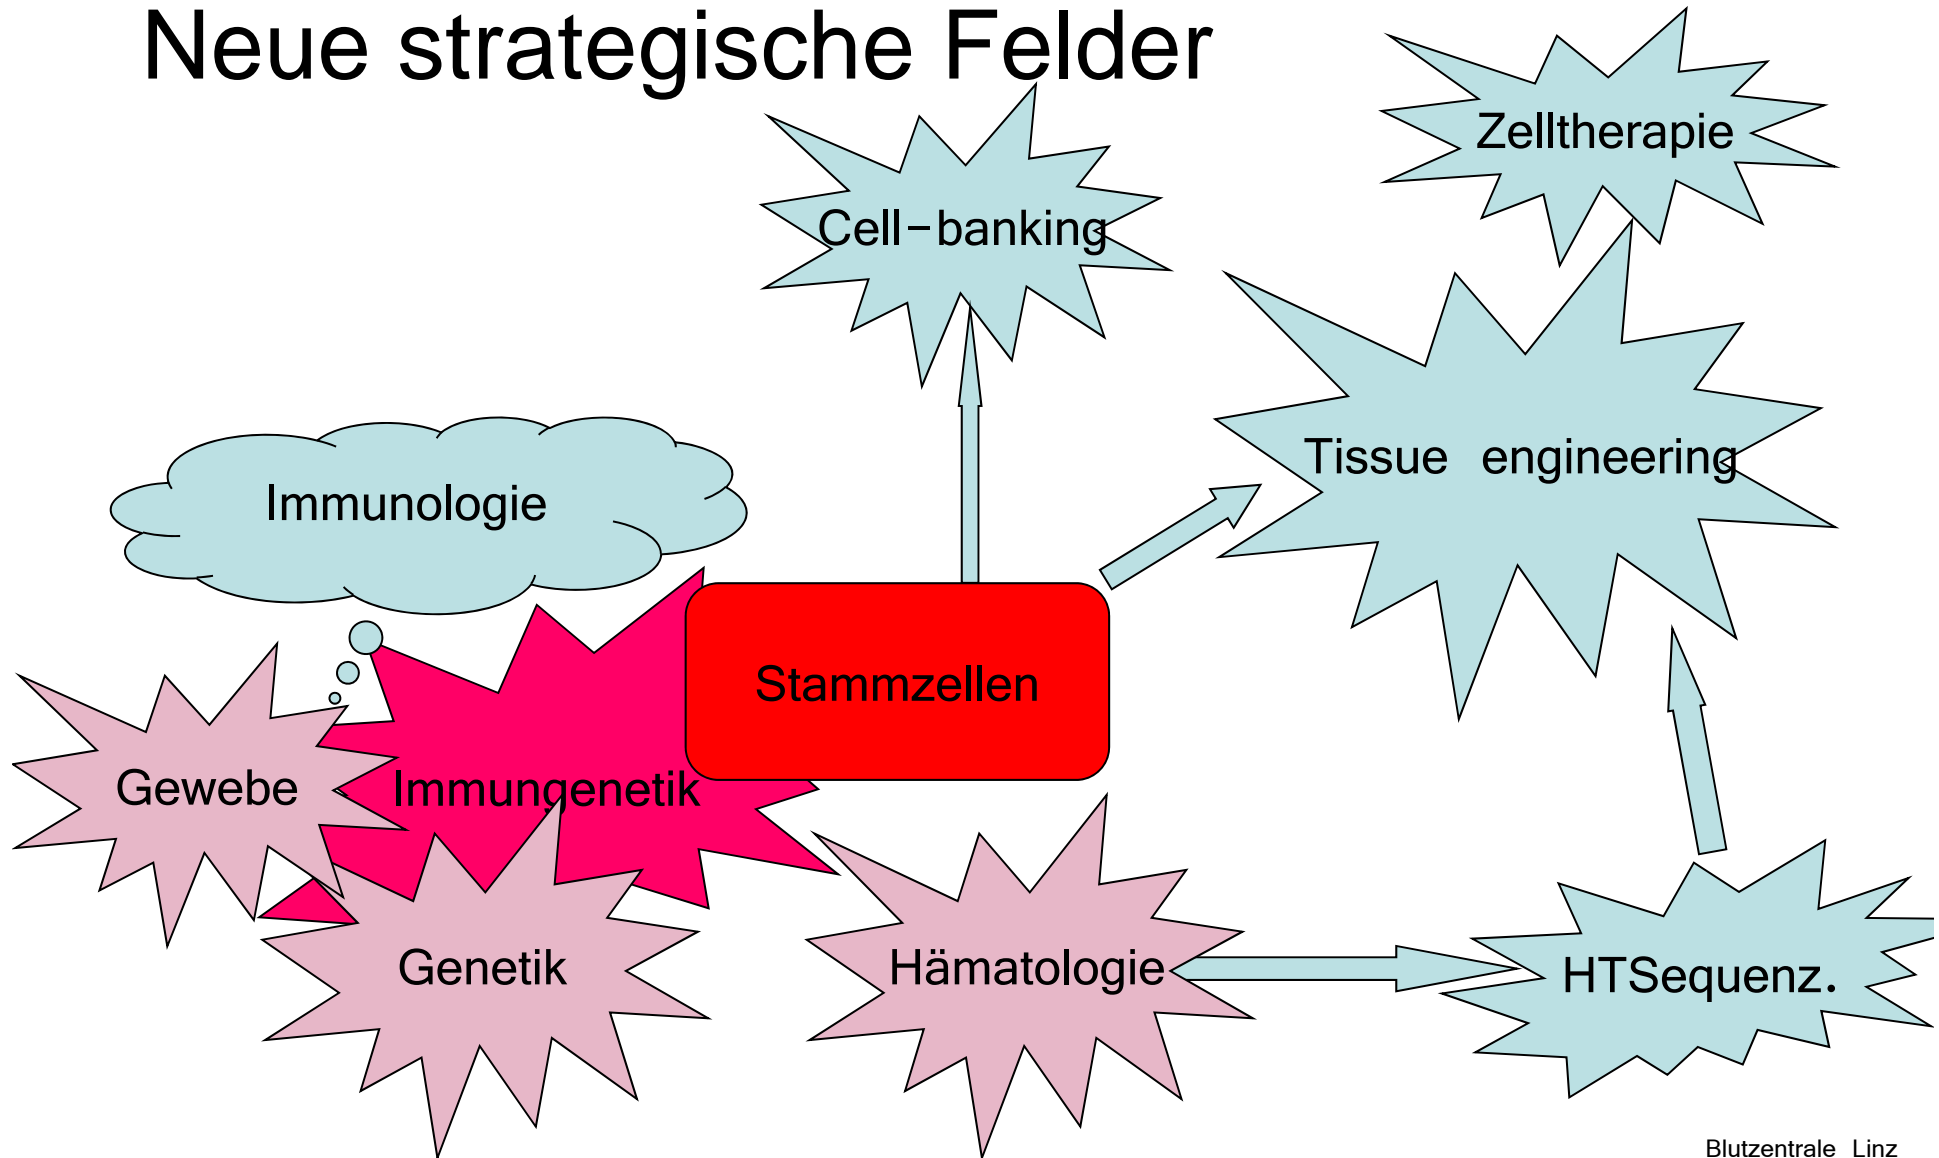 Neue strategische Felder
Zelltherapie
Cell-banking
Tissue engineering
Immunologie
Stammzellen
Gewebe
Immungenetik
Genetik
Hämatologie
HTSequenz.
Blutzentrale Linz